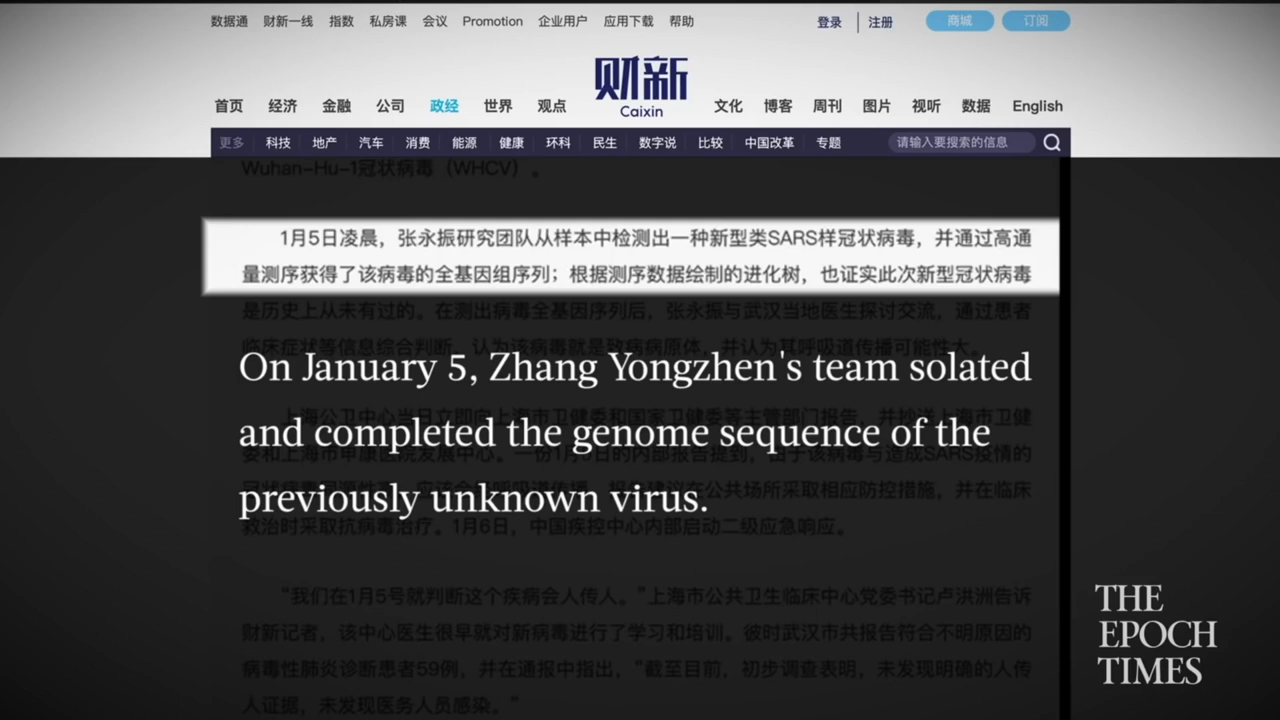 数据通 财新一线 指数 私房课 会议 Promotion 企业用户 应用下载 帮助 登录 注册 商城 订阅
财新
Caixin
首页 经济 金融 公司 政经 世界 观点 文化 博客 周刊 图片 视听 数据 English
更多 科技 地产 汽车 消费 能源 健康 环科 民生 数字说 比较 中国改革 专题 请输入要搜索的信息
Wuhan-Hu-1冠状病毒（WHCV）。
1月5日凌晨，张永振研究团队从样本中检测出一种新型类SARS样冠状病毒，并通过高通
量测序获得了该病毒的全基因组序列；根据测序数据绘制的进化树，也证实此次新型冠状病毒
是历史上从未有过的。在测出病毒全基因序列后，张永振与武汉当地医生探讨交流，通过患者
临床症状等信息综合判断，认为该病毒就是致病病原体，并认为其呼吸道传播可能性大。
On January 5, Zhang Yongzhen's team solated
上海公卫中心当日立即向上海市卫健委和国家卫健委等主管部门报告，并抄送上海市卫健
and completed the genome sequence of the
委和上海市申康医院发展中心。一份1月5日的内部报告提到，由于该病毒与造成SARS疫情的
previously unknown virus.
救治时采取抗病毒治疗。1月6日，中国疾控中心内部启动二级应急响应。
“我们在1月5号就判断这个疾病会人传人。”上海市公共卫生临床中心党委书记卢洪洲告诉
财新记者，该中心医生很早就对新病毒进行了学习和培训。彼时武汉市共报告符合不明原因的
病毒性肺炎诊断患者59例，并在通报中指出，“截至目前，初步调查表明，未发现明确的人传
人证据，未发现医务人员感染。”
THE
EPOCH
TIMES